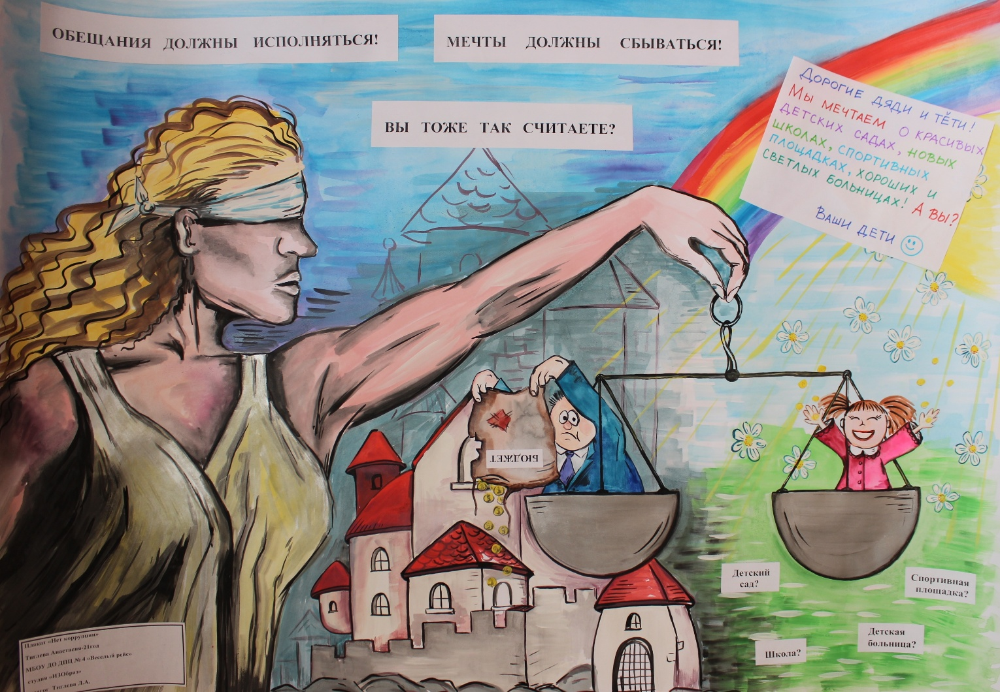 ОБЕЩАНИЯ ДОЛЖНЫ ИСПОЛНЯТЬСЯ!
МЕЧТЫ ДОЛЖНЫ СБЫВАТЬСЯ!
ВЫ ТОЖЕ ТАК СЧИТАЕТЕ?
ДОРОГИЕ ДЯДИ И ТЁТИ!
МЫ МЕЧТАЕМ О КРАСИВЫХ
ДЕТСКИХ САДАХ, НОВЫХ
ШКОЛАХ, СПОРТИВНЫХ
ПЛОЩАДКАХ, ХОРОШИХ И
СВЕТЛЫХ БОЛЬНИЦАХ! А ВЫ?
ВАШИ ДЕТИ
БЮДЖЕТ
Детский
сад?
Спортивная
площадка?
Школа?
Детская
больница?
Плакат «Нет коррупции»
Тиглева Анастасия-21год
МБОУ ДО ДПЦ № 4 «Веселый рейс»
студия «ИЗОбраз»
Тиглева Л.А.